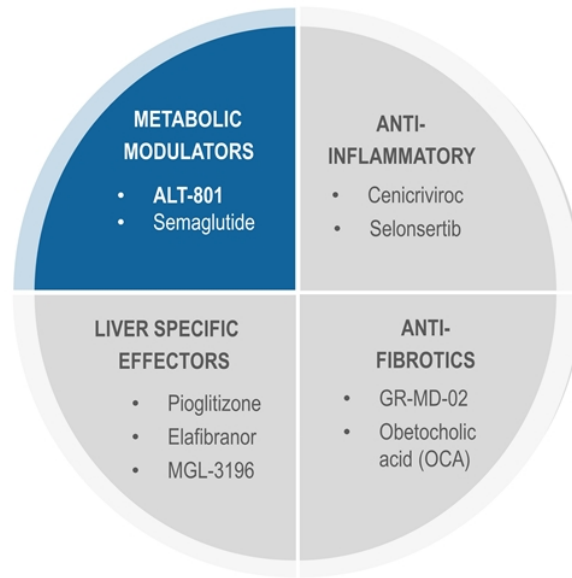 METABOLIC
MODULATORS
• ALT-801
• Semaglutide
ANTI-
INFLAMMATORY
• Cenicriviroc
• Selonsertib
LIVER SPECIFIC
EFFECTORS
• Pioglitizone
• Elafibranor
• MGL-3196
ANTI-
FIBROTICS
• GR-MD-02
• Obetocholic
acid (OCA)